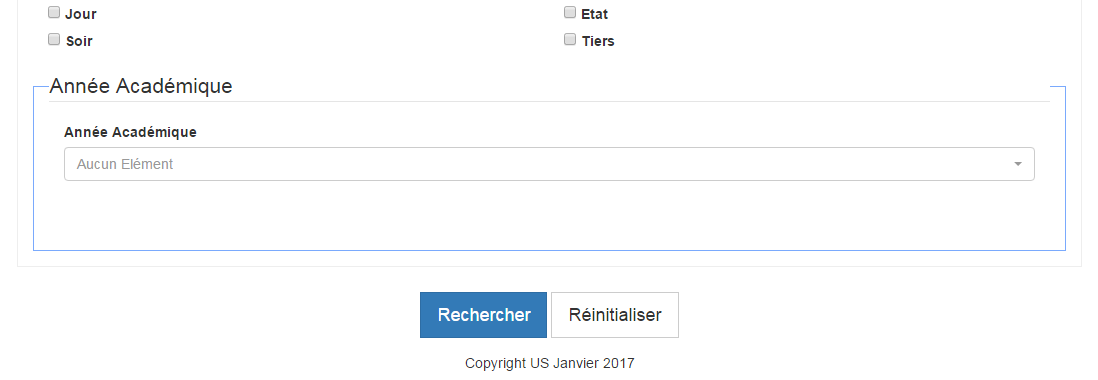 Jour
Etat
Soir
Tiers
Année Académique
Année Académique
Aucun Elément
Rechercher
Réinitialiser
Copyright US Janvier 2017